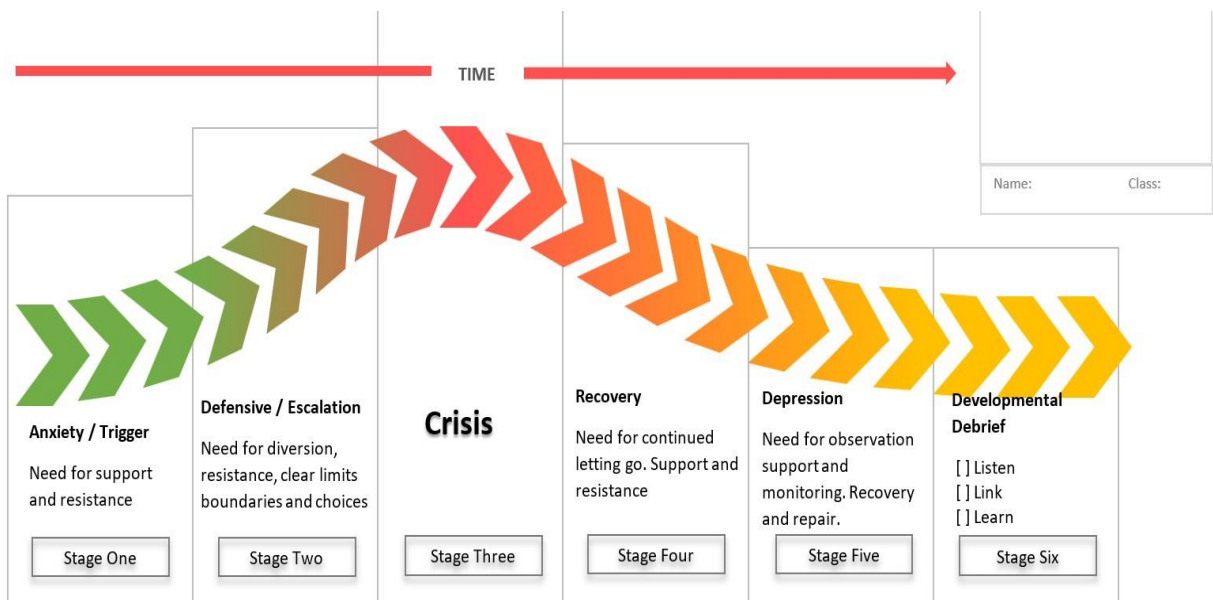 TIME
Name: Class:
Anxiety / Trigger
Need for support
and resistance
Stage One
Defensive / Escalation
Need for diversion,
resistance, clear limits
boundaries and choices
Stage Two
Crisis
Stage Three
Recovery
Need for continued
letting go. Support and
resistance
Stage Four
Depression
Need for observation
support and
monitoring. Recovery
and repair.
Stage Five
Developmental
Debrief
[ ] Listen
[ ] Link
[ ] Learn
Stage Six